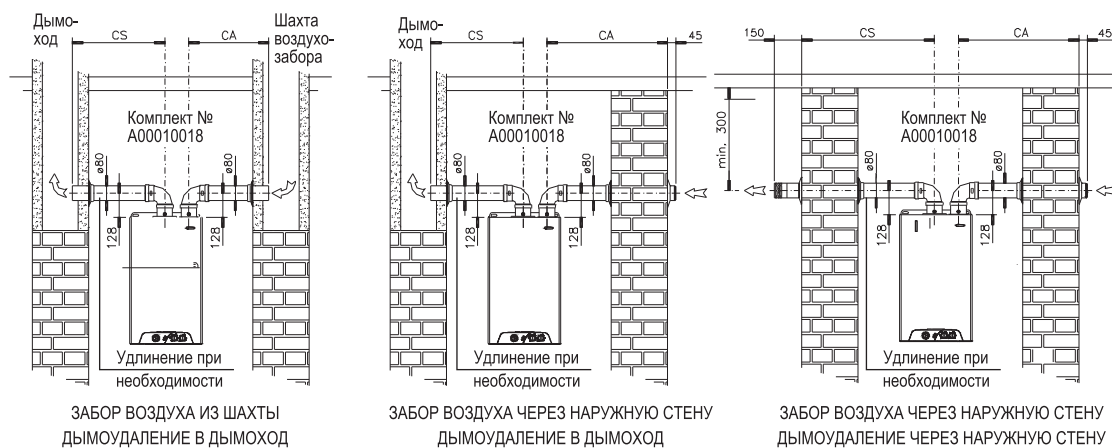 Дымо-
ход
CS
CA
Шахта
воздухо-
забора
Комплект №
A00010018
ø80
ø80
128
128
Удлинение при
необходимости
ЗАБОР ВОЗДУХА ИЗ ШАХТЫ
ДЫМОУДАЛЕНИЕ В ДЫМОХОД
Дымо-
ход
CS
CA
45
Комплект №
A00010018
ø80
ø80
128
128
Удлинение при
необходимости
ЗАБОР ВОЗДУХА ЧЕРЕЗ НАРУЖНУЮ СТЕНУ
ДЫМОУДАЛЕНИЕ В ДЫМОХОД
150
CS
CA
45
min. 300
Комплект №
A00010018
ø80
ø80
128
128
Удлинение при
необходимости
ЗАБОР ВОЗДУХА ЧЕРЕЗ НАРУЖНУЮ СТЕНУ
ДЫМОУДАЛЕНИЕ ЧЕРЕЗ НАРУЖНУЮ СТЕНУ